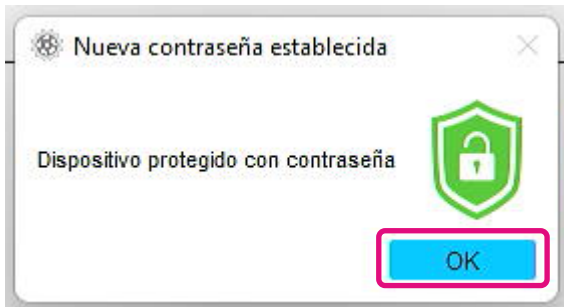 Nueva contraseña establecida
Dispositivo protegido con contraseña
OK